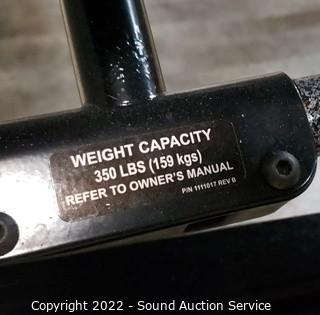 WEIGHT CAPACITY
350 LBS (159 kgs)
REFER TO OWNER'S MANUAL
P/N 1111017 REV B
Copyright 2022 - Sound Auction Service